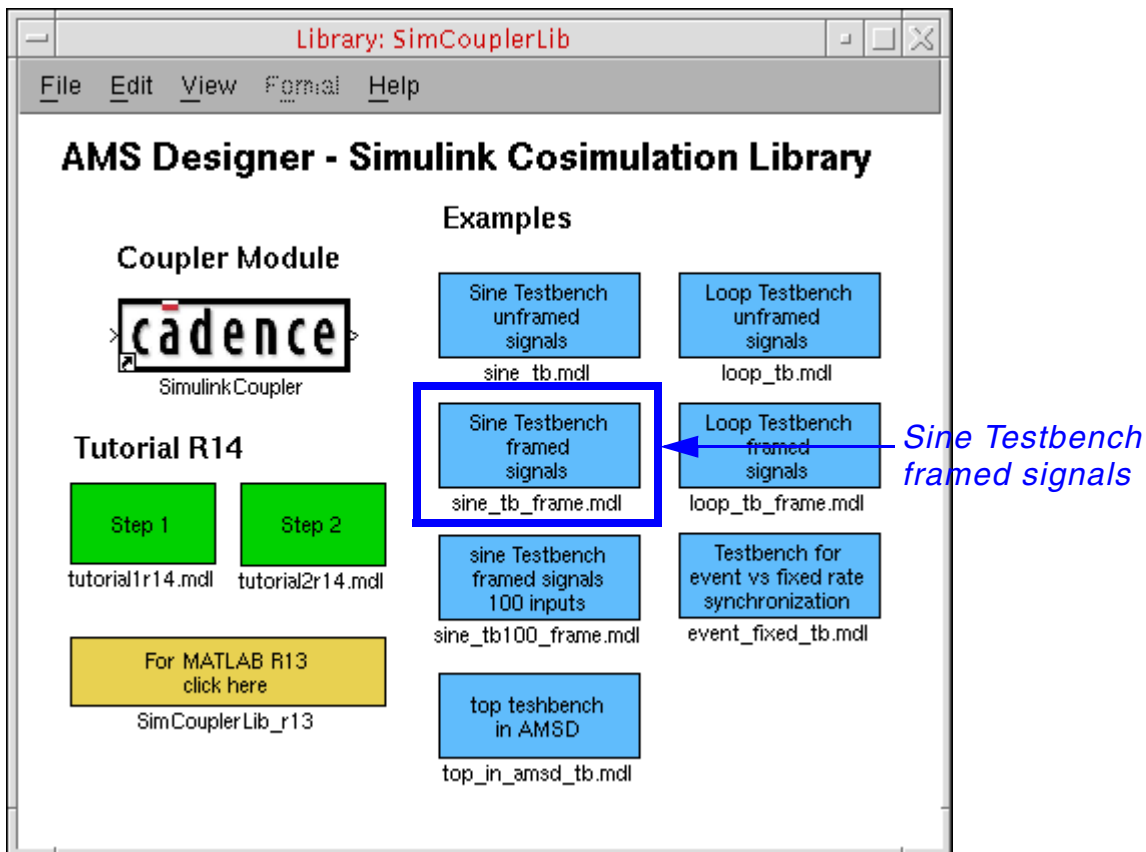 Library: SimCouplerLib
File Edit View Format Help
AMS Designer - Simulink Cosimulation Library
Coupler Module
cādence
SimulinkCoupler
Tutorial R14
Step 1
tutorial1r14.mdl
Step 2
tutorial2r14.mdl
For MATLAB R13
click here
SimCouplerLib_r13
Examples
Sine Testbench
unframed
signals
sine_tb.mdl
Loop Testbench
unframed
signals
loop_tb.mdl
Sine Testbench
framed
signals
sine_tb_frame.mdl
Loop Testbench
framed
signals
loop_tb_frame.mdl
Sine Testbench
framed signals
sine Testbench
framed signals
100 inputs
sine_tb100_frame.mdl
Testbench for
event vs fixed rate
synchronization
event_fixed_tb.mdl
top teshbench
in AMSD
top_in_amsd_tb.mdl